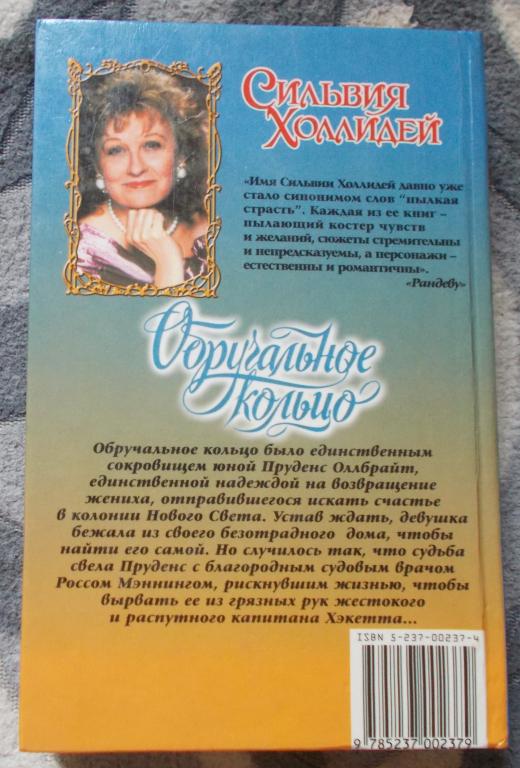 Сильвия
Холлидей
«Имя Сильвии Холлидей давно уже
стало синонимом слов "пылкая
страсть". Каждая из ее книг –
пылающий костер чувств
и желаний, сюжеты стремительны
и непредсказуемы, а персонажи –
естественны и романтичны».
«Рандеву»
Обручальное
кольцо
Обручальное кольцо было единственным
сокровищем юной Пруденс Оллбрайт,
единственной надеждой на возвращение
жениха, отправившегося искать счастье
в колонии Нового Света. Устав ждать, девушка
бежала из своего безотрадного дома, чтобы
найти его самой. Но случилось так, что судьба
свела Пруденс с благородным судовым врачом
Россом Мэннингом, рискнувшим жизнью, чтобы
вырвать ее из грязных рук жестокого
и распутного капитана Хэкетта...
ISBN 5-237-00237-4
9 785237 002379